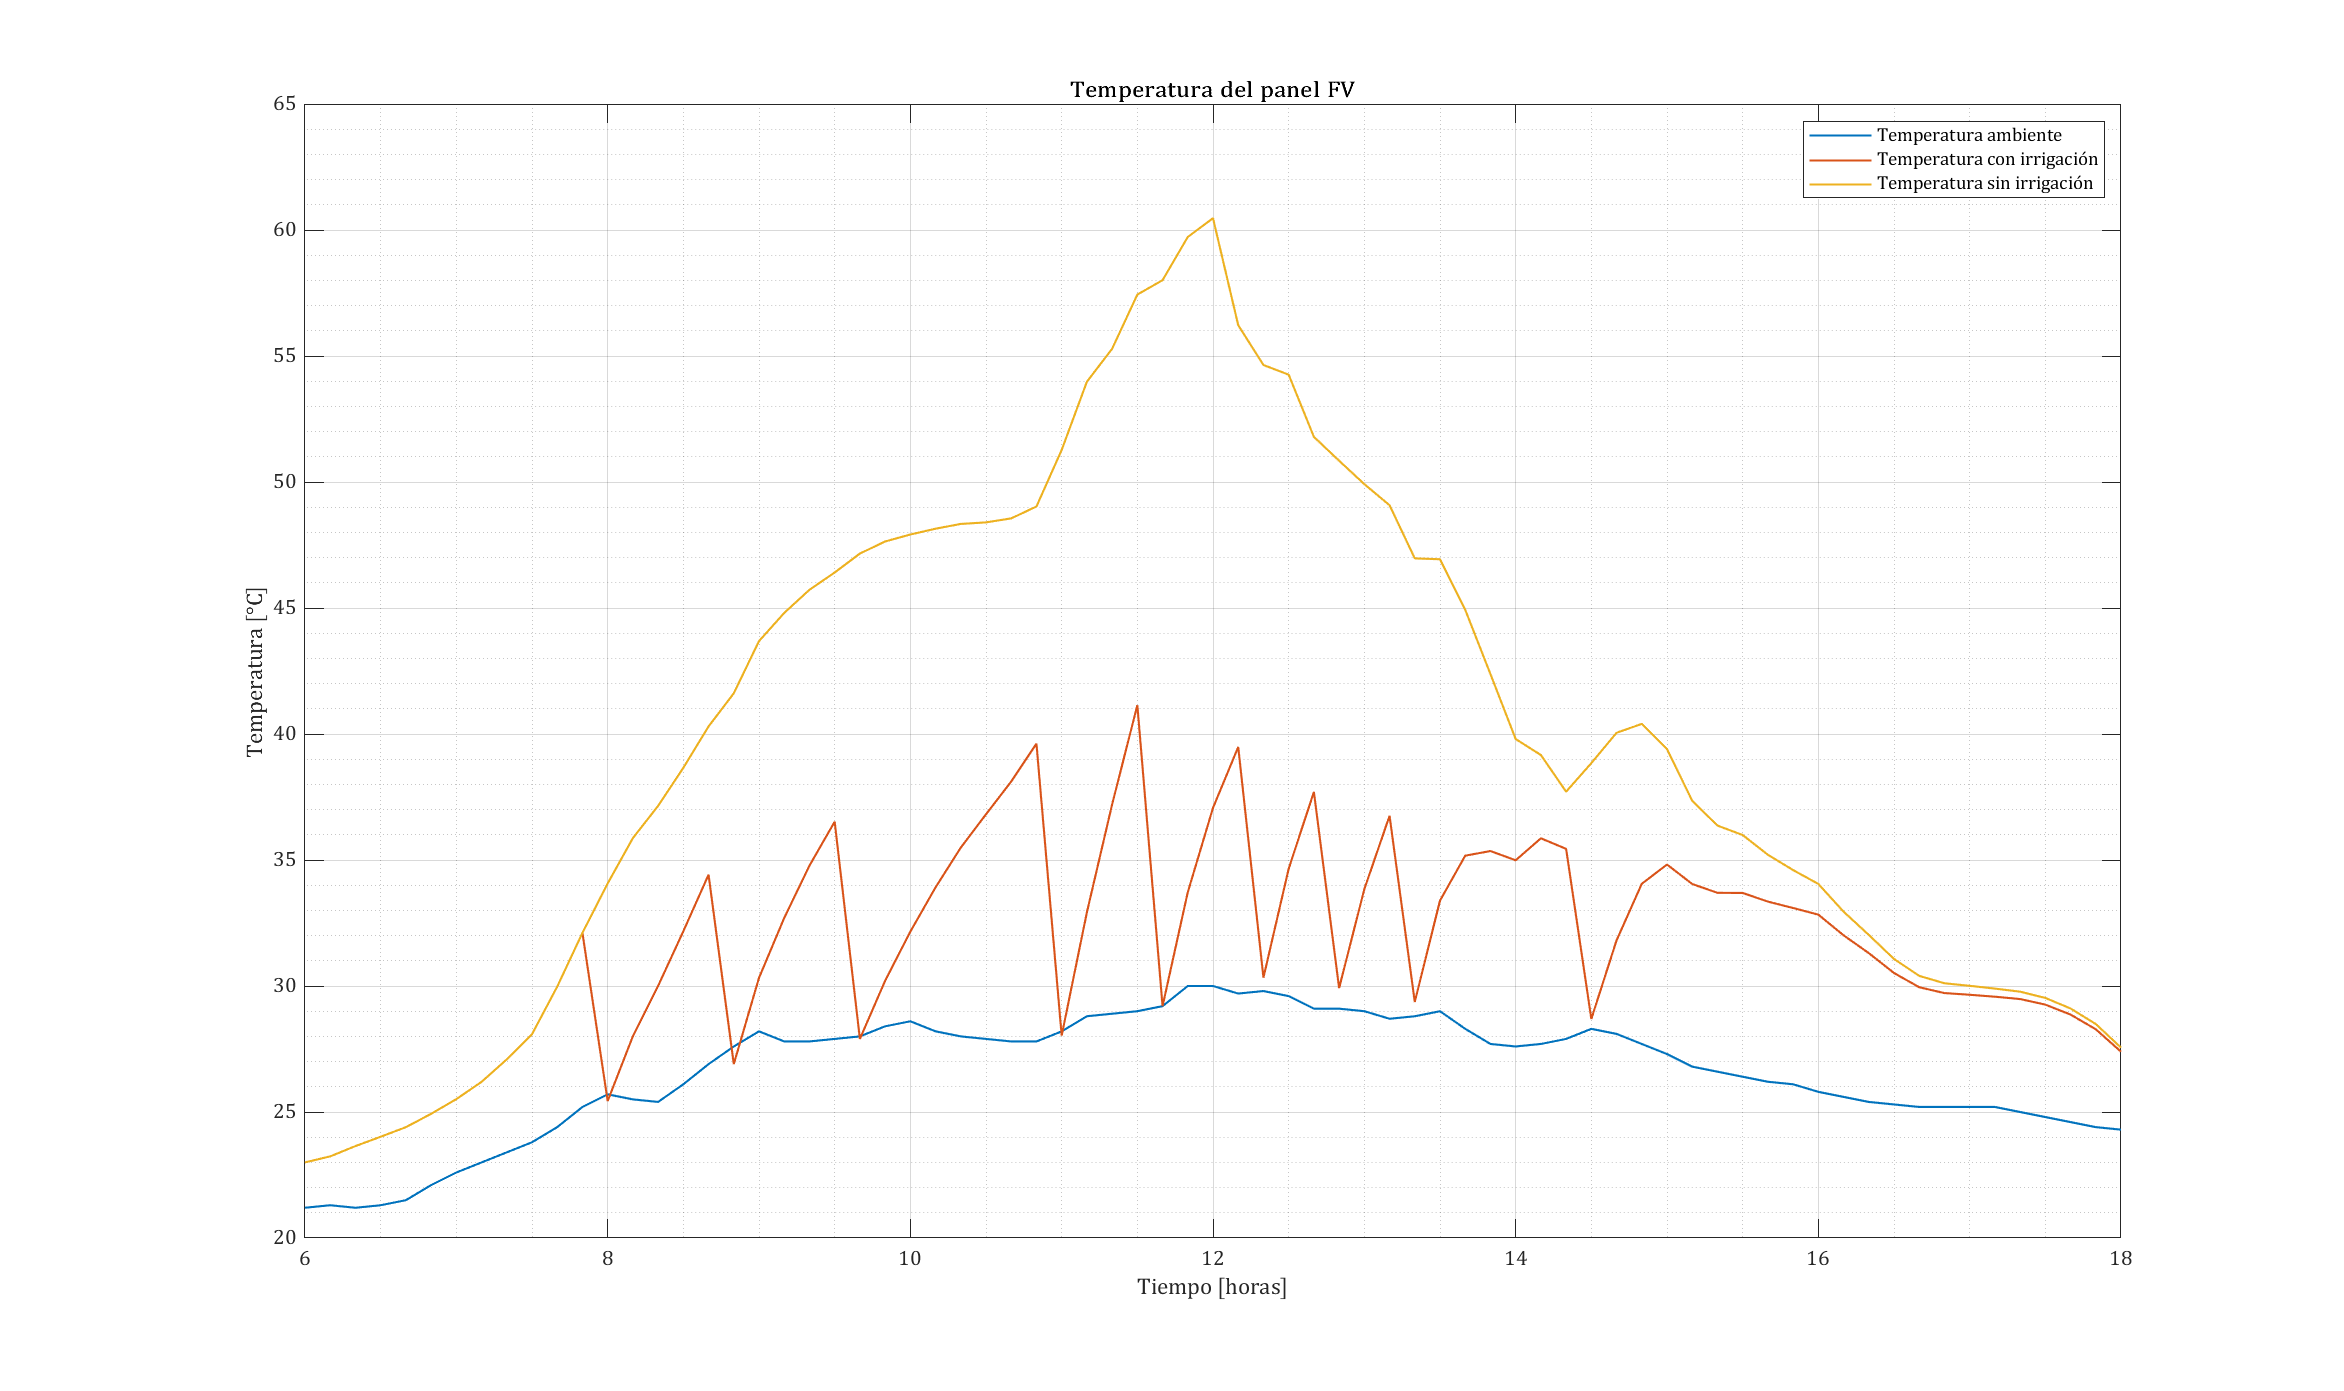 Temperatura del panel FV
65
60
55
50
45
40
35
30
25
20
Temperatura [°C]
Temperatura ambiente
Temperatura con irrigación
Temperatura sin irrigación
6 8 10 12 14 16 18
Tiempo [horas]